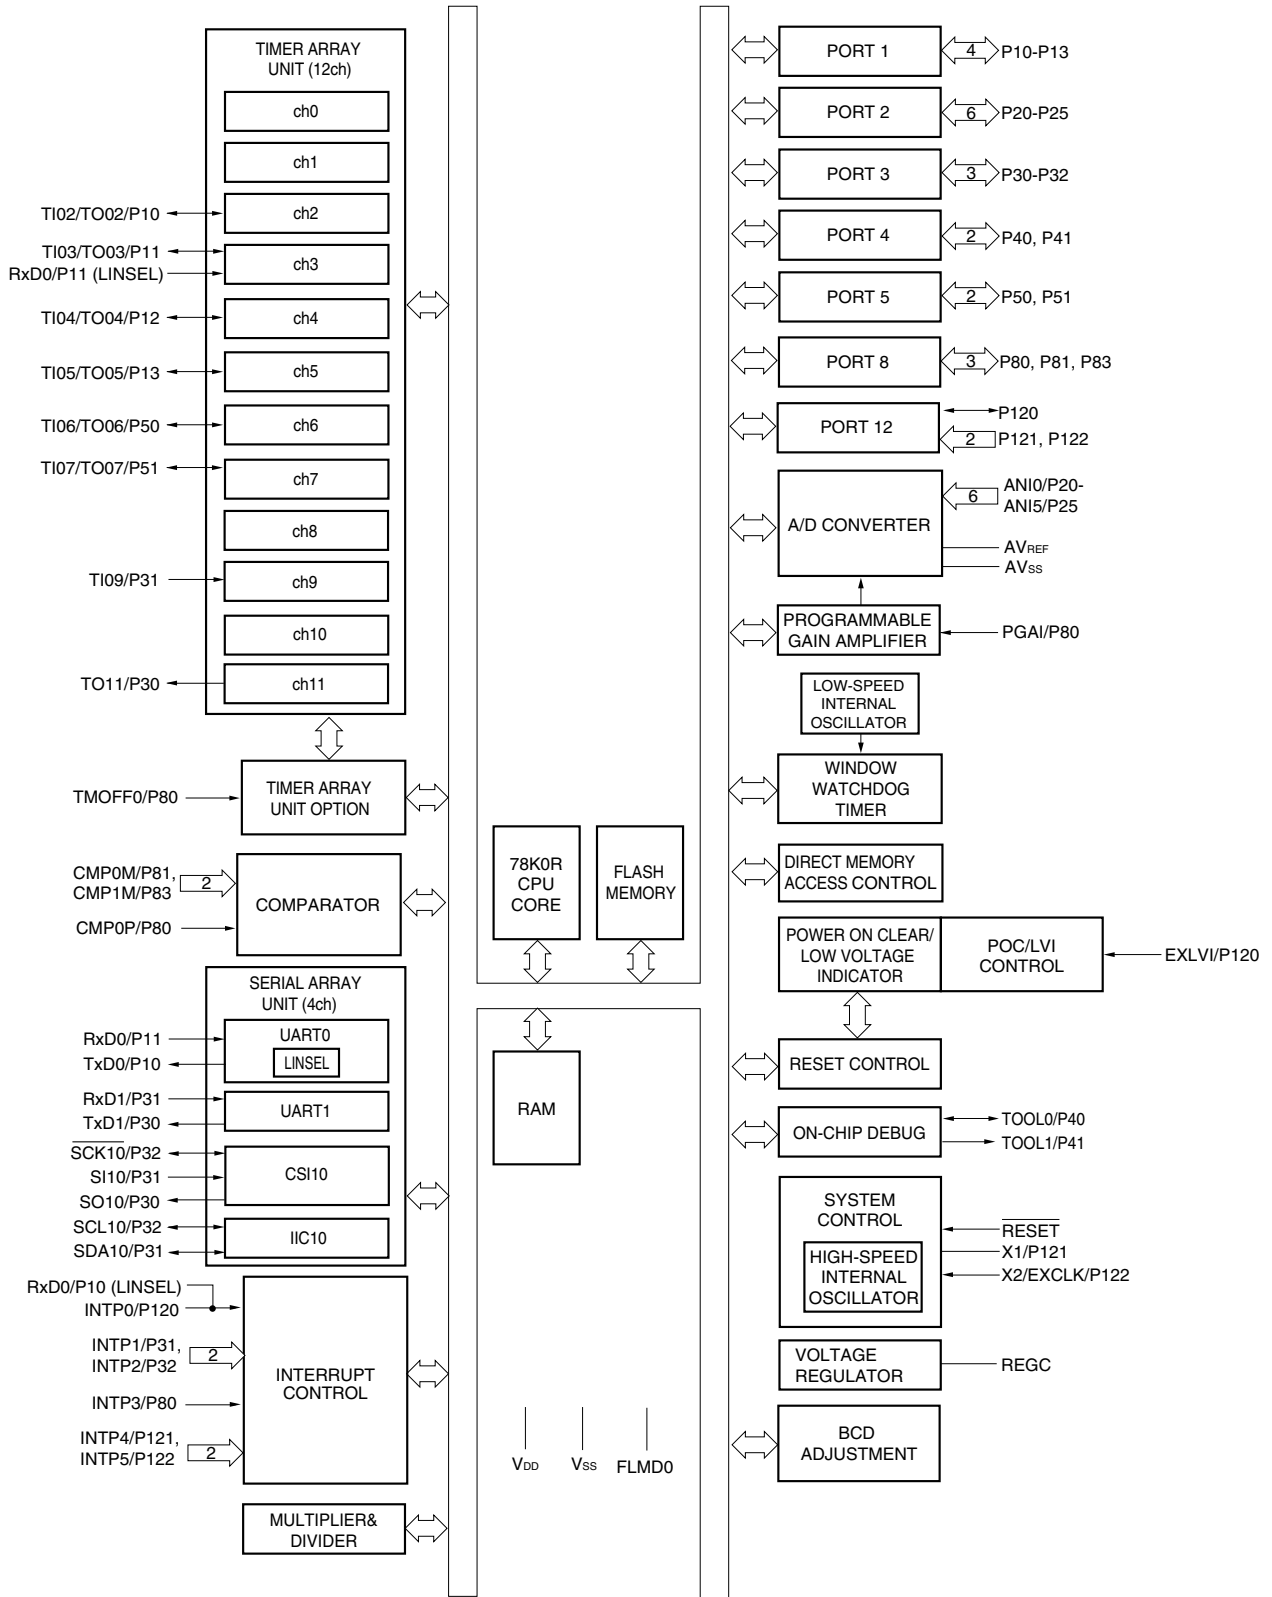 TIMER ARRAY
UNIT (12ch)
ch0
ch1
TI02/TO02/P10
ch2
TI03/TO03/P11
RxD0/P11 (LINSEL)
ch3
TI04/TO04/P12
ch4
TI05/TO05/P13
ch5
TI06/TO06/P50
ch6
TI07/TO07/P51
ch7
ch8
TI09/P31
ch9
ch10
TO11/P30
ch11
TMOFF0/P80
TIMER ARRAY
UNIT OPTION
CMP0M/P81,
CMP1M/P83
2
CMP0P/P80
COMPARATOR
SERIAL ARRAY
UNIT (4ch)
RxD0/P11
TxD0/P10
UART0
LINSEL
RxD1/P31
TxD1/P30
UART1
SCK10/P32
SI10/P31
SO10/P30
CSI10
SCL10/P32
SDA10/P31
IIC10
RxD0/P10 (LINSEL)
INTP0/P120
INTP1/P31,
INTP2/P32
2
INTP3/P80
INTP4/P121,
INTP5/P122
2
INTERRUPT
CONTROL
MULTIPLIER&
DIVIDER
78K0R
CPU
CORE
FLASH
MEMORY
RAM
VDD
VSS
FLMD0
PORT 1
4
P10-P13
PORT 2
6
P20-P25
PORT 3
3
P30-P32
PORT 4
2
P40, P41
PORT 5
2
P50, P51
PORT 8
3
P80, P81, P83
PORT 12
P120
2
P121, P122
A/D CONVERTER
6
ANI0/P20-
ANI5/P25
AVREF
AVSS
PROGRAMMABLE
GAIN AMPLIFIER
PGAI/P80
LOW-SPEED
INTERNAL
OSCILLATOR
WINDOW
WATCHDOG
TIMER
DIRECT MEMORY
ACCESS CONTROL
POWER ON CLEAR/
LOW VOLTAGE
INDICATOR
POC/LVI
CONTROL
EXLVI/P120
RESET CONTROL
ON-CHIP DEBUG
TOOL0/P40
TOOL1/P41
SYSTEM
CONTROL
HIGH-SPEED
INTERNAL
OSCILLATOR
RESET
X1/P121
X2/EXCLK/P122
VOLTAGE
REGULATOR
REGC
BCD
ADJUSTMENT